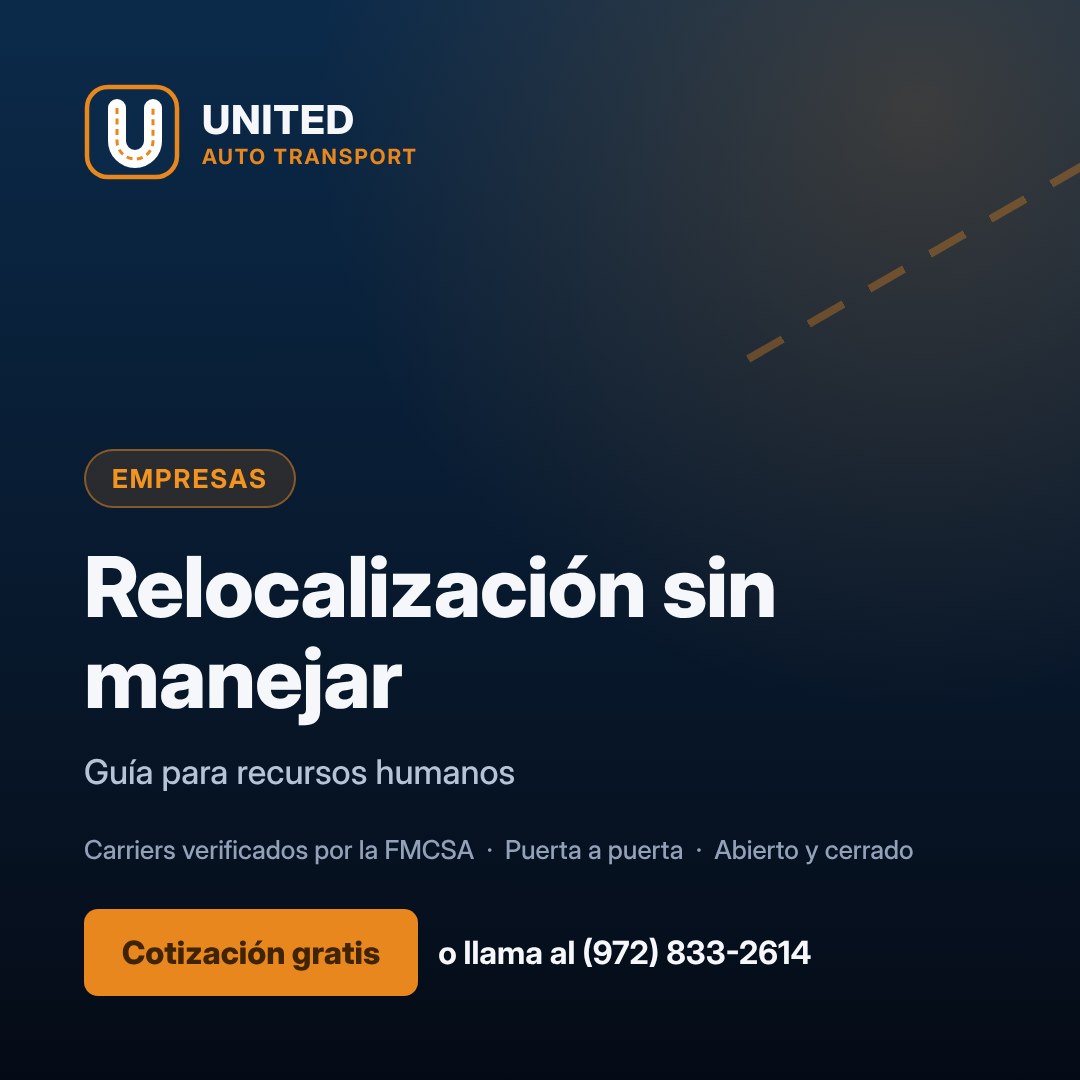 U
UNITED
AUTO TRANSPORT
EMPRESAS
Relocalización sin
manejar
Guía para recursos humanos
Carriers verificados por la FMCSA · Puerta a puerta · Abierto y cerrado
Cotización gratis o llama al (972) 833-2614